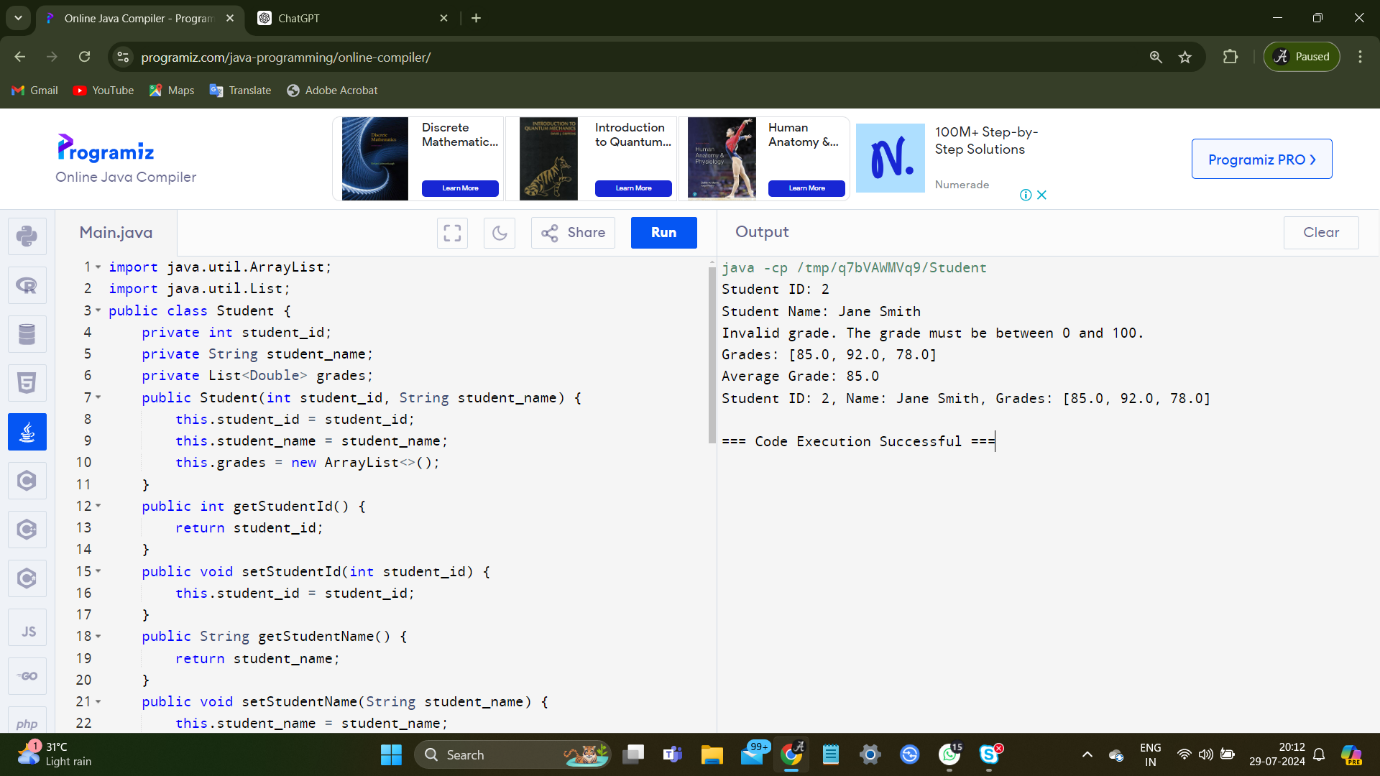 Online Java Compiler - Program
ChatGPT
programiz.com/java-programming/online-compiler/
Paused
Gmail
YouTube
Maps
Translate
Adobe Acrobat
Programiz
Online Java Compiler
Discrete
Mathematic...
Learn More
Introduction
to Quantum...
Learn More
Human
Anatomy &...
Learn More
100M+ Step-by-
Step Solutions
Numerade
Programiz PRO
Main.java
Share
Run
Output
Clear
1 import java.util.ArrayList;
2 import java.util.List;
3 public class Student {
4 private int student_id;
5 private String student_name;
6 private List<Double> grades;
7 public Student(int student_id, String student_name) {
8 this.student_id = student_id;
9 this.student_name = student_name;
10 this.grades = new ArrayList<>();
11 }
12 public int getStudentId() {
13 return student_id;
14 }
15 public void setStudentId(int student_id) {
16 this.student_id = student_id;
17 }
18 public String getStudentName() {
19 return student_name;
20 }
21 public void setStudentName(String student_name) {
22 this.student_name = student_name;
java -cp /tmp/q7bVAWMVq9/Student
Student ID: 2
Student Name: Jane Smith
Invalid grade. The grade must be between 0 and 100.
Grades: [85.0, 92.0, 78.0]
Average Grade: 85.0
Student ID: 2, Name: Jane Smith, Grades: [85.0, 92.0, 78.0]
=== Code Execution Successful ===
JS
GO
php
1
31°C
Light rain
Search
99+
15
ENG
IN
20:12
29-07-2024
PRE